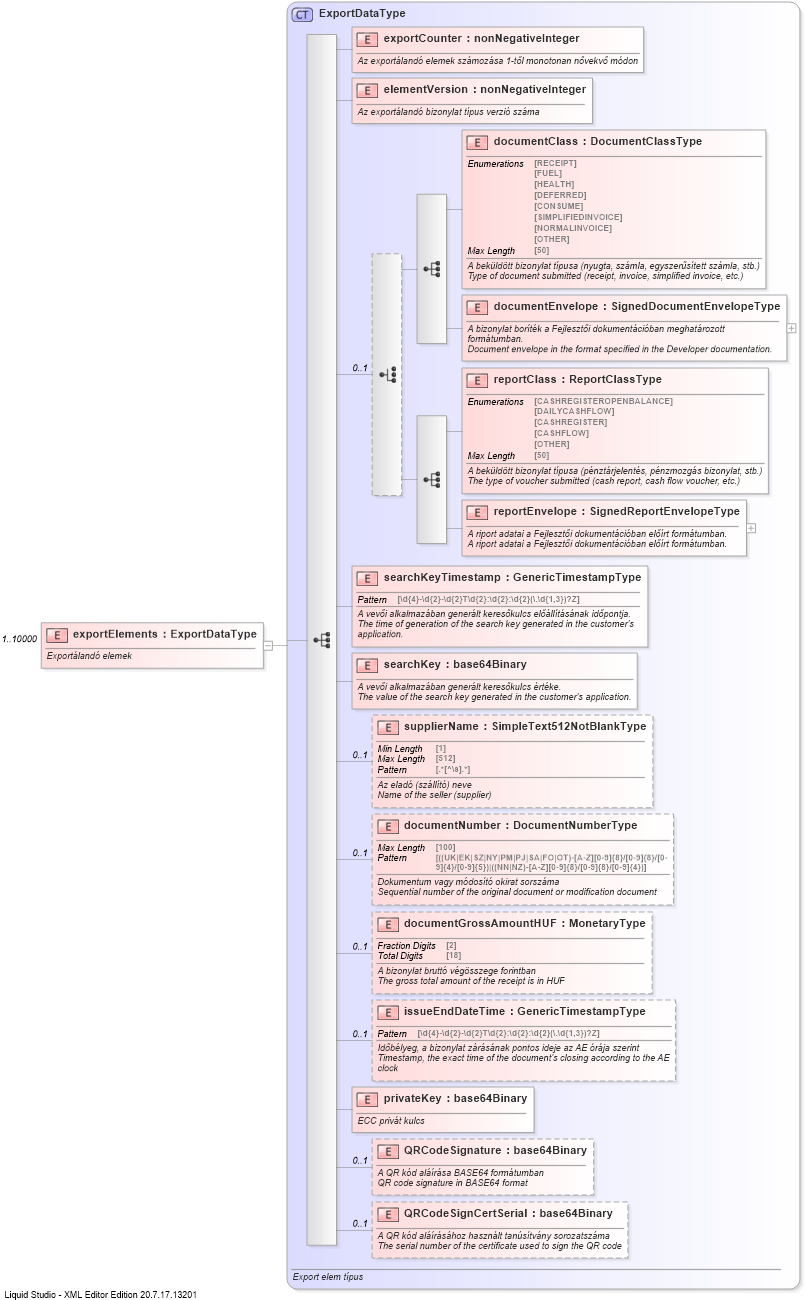 CT ExportDataType
E exportCounter : nonNegativeInteger
Az exportálandó elemek számozása 1-től monotonan növekvő módon
E elementVersion : nonNegativeInteger
Az exportálandó bizonylat típus verzió száma
E documentClass : DocumentClassType
Enumerations [RECEIPT]
[FUEL]
[HEALTH]
[DEFERRED]
[CONSUME]
[SIMPLIFIEDINVOICE]
[NORMALINVOICE]
[OTHER]
Max Length [50]
A beküldött bizonylat típusa (nyugta, számla, egyszerűsített számla, stb.)
Type of document submitted (receipt, invoice, simplified invoice, etc.)
E documentEnvelope : SignedDocumentEnvelopeType
A bizonylat boríték a Fejlesztői dokumentációban meghatározott
formátumban.
Document envelope in the format specified in the Developer documentation.
0..1
E reportClass : ReportClassType
Enumerations [CASHREGISTEROPENBALANCE]
[DAILYCASHFLOW]
[CASHREGISTER]
[CASHFLOW]
[OTHER]
Max Length [50]
A beküldött bizonylat típusa (pénztárjelentés, pénzmozgás bizonylat, stb.)
The type of voucher submitted (cash report, cash flow voucher, etc.)
E reportEnvelope : SignedReportEnvelopeType
A riport adatai a Fejlesztői dokumentációban előírt formátumban.
A riport adatai a Fejlesztői dokumentációban előírt formátumban.
E searchKeyTimestamp : GenericTimestampType
Pattern [\d{4}-\d{2}-\d{2}T\d{2}:\d{2}:\d{2}(\.\d{1,3})?Z]
A vevői alkalmazában generált keresőkulcs előállításának időpontja.
The time of generation of the search key generated in the customer's
application.
1..10000
E exportElements : ExportDataType
Exportálandó elemek
E searchKey : base64Binary
A vevői alkalmazában generált keresőkulcs értéke.
The value of the search key generated in the customer's application.
0..1
E supplierName : SimpleText512NotBlankType
Min Length [1]
Max Length [512]
Pattern [.*[^\s].*]
Az eladó (szállító) neve
Name of the seller (supplier)
0..1
E documentNumber : DocumentNumberType
Max Length [100]
Pattern [((UK|EK|SZ|NY|PM|PJ|SA|FO|OT)-[A-Z][0-9]{8}/[0-9]{8}/[0-
9]{4}/[0-9]{5})|((NN|NZ)-[A-Z][0-9]{8}/[0-9]{8}/[0-9]{4})]
Dokumentum vagy módosító okirat sorszáma
Sequential number of the original document or modification document
0..1
E documentGrossAmountHUF : MonetaryType
Fraction Digits [2]
Total Digits [18]
A bizonylat bruttó végösszege forintban
The gross total amount of the receipt is in HUF
0..1
E issueEndDateTime : GenericTimestampType
Pattern [\d{4}-\d{2}-\d{2}T\d{2}:\d{2}:\d{2}(\.\d{1,3})?Z]
Időbélyeg, a bizonylat zárásának pontos ideje az AE órája szerint
Timestamp, the exact time of the document's closing according to the AE
clock
E privateKey : base64Binary
ECC privát kulcs
0..1
E QRCodeSignature : base64Binary
A QR kód aláírása BASE64 formátumban
QR code signature in BASE64 format
0..1
E QRCodeSignCertSerial : base64Binary
A QR kód aláírásához használt tanúsítvány sorozatszáma
The serial number of the certificate used to sign the QR code
Export elem típus
Liquid Studio - XML Editor Edition 20.7.17.13201